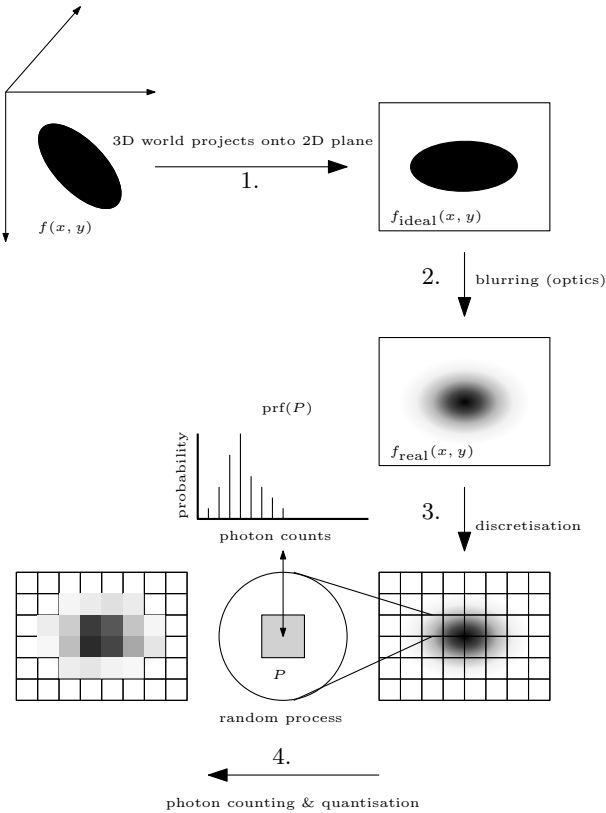 3D world projects onto 2D plane
1.
f(x, y)
f_ideal(x, y)
2.
blurring (optics)
prf(P)
probability
photon counts
f_real(x, y)
3.
discretisation
P
random process
4.
photon counting & quantisation